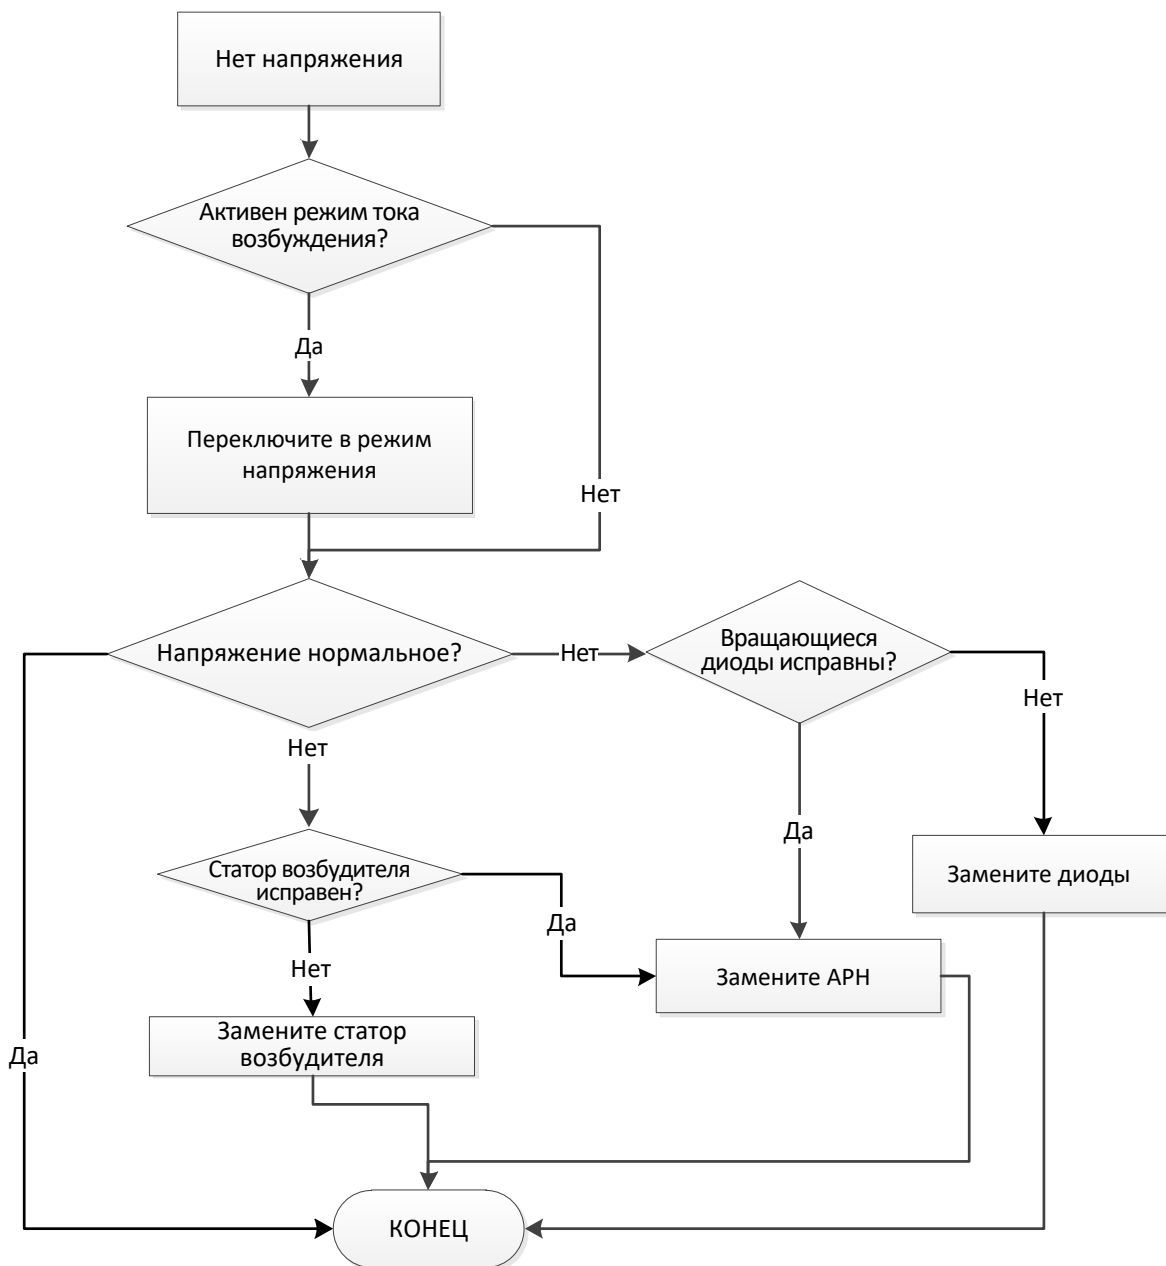 Нет напряжения
Активен режим тока
возбуждения?
Да
Переключите в режим
напряжения
Нет
Напряжение нормальное?
Нет
Вращающиеся
диоды исправны?
Нет
Нет
Да
Статор возбудителя
исправен?
Замените диоды
Да
Нет
Замените АРН
Замените статор
возбудителя
Да
КОНЕЦ